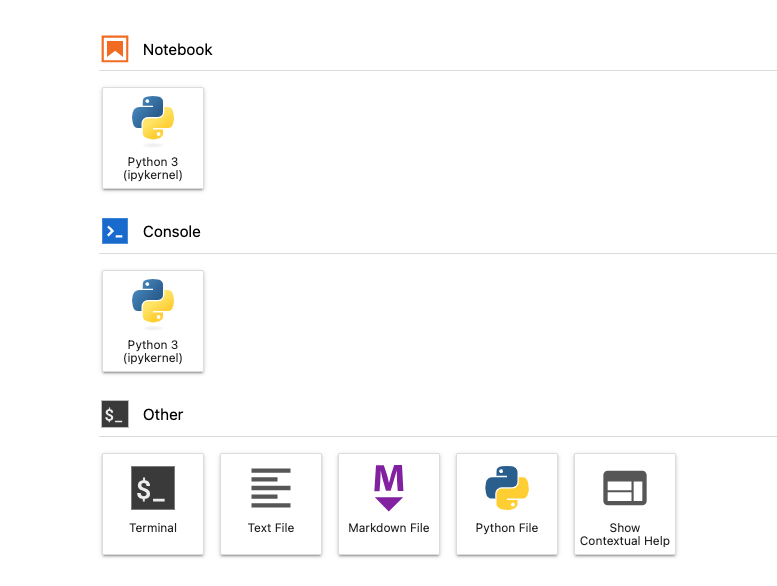 Notebook
Python 3
(ipykernel)
Console
Python 3
(ipykernel)
$_ Other
$_
Terminal
Text File
M
Markdown File
Python File
Show
Contextual Help